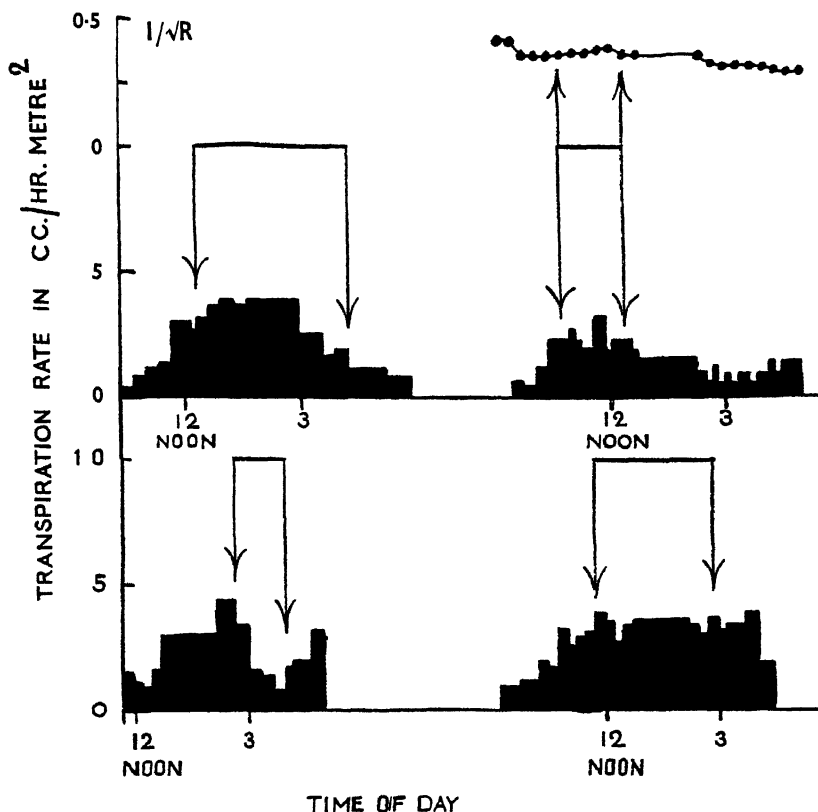 0·5 1/√R
0
5
0
12 3 12 3
NOON NOON
10
5
0
12 3 12 3
NOON NOON
TIME OF DAY
TRANSPIRATION RATE IN CC./HR. METRE²